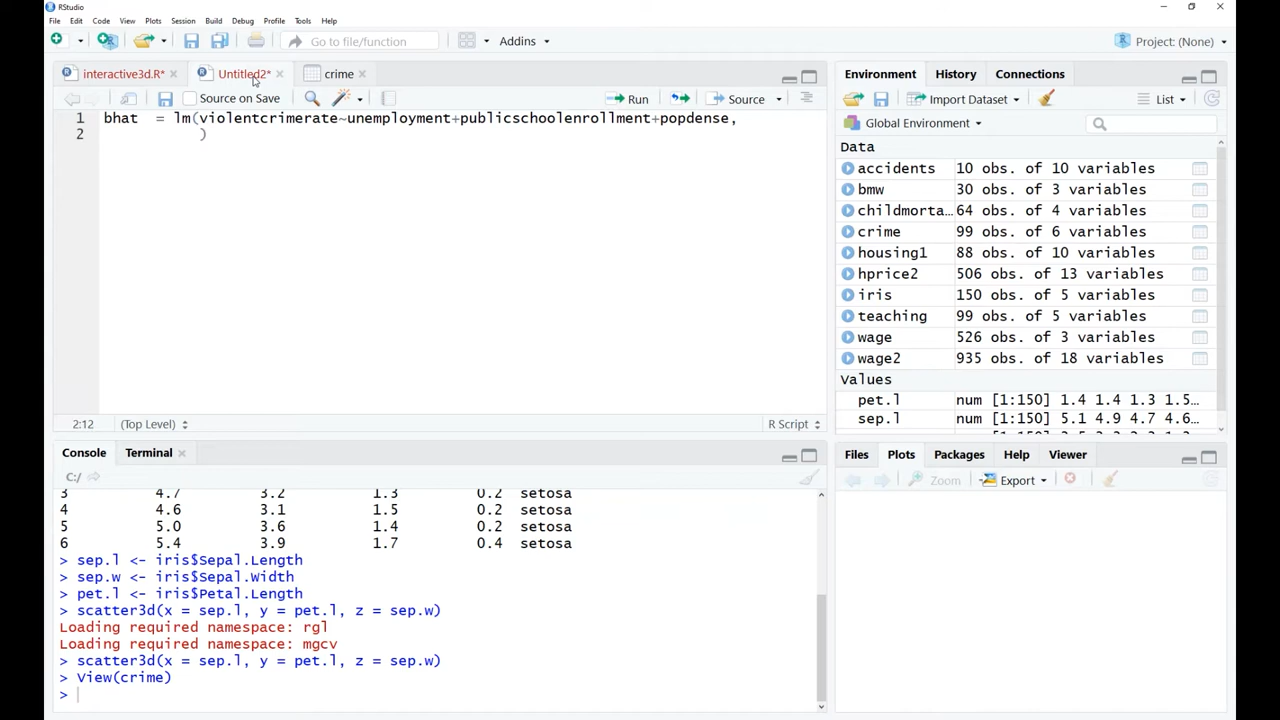 RStudio
File Edit Code View Plots Session Build Debug Profile Tools Help
Go to file/function Addins Project: (None)
interactive3d.R* Untitled2* crime
Source on Save Run Source
1 bhat = lm(violentcrimerate~unemployment+publicschoolenrollment+popdense,
2 )
2:12 (Top Level) R Script
Console Terminal
C:/
3 4.7 3.2 1.3 0.2 setosa
4 4.6 3.1 1.5 0.2 setosa
5 5.0 3.6 1.4 0.2 setosa
6 5.4 3.9 1.7 0.4 setosa
> sep.l <- iris$Sepal.Length
> sep.w <- iris$Sepal.Width
> pet.l <- iris$Petal.Length
> scatter3d(x = sep.l, y = pet.l, z = sep.w)
Loading required namespace: rgl
Loading required namespace: mgcv
> scatter3d(x = sep.l, y = pet.l, z = sep.w)
> View(crime)
>
Environment History Connections
Import Dataset List
Global Environment
Data
accidents 10 obs. of 10 variables
bmw 30 obs. of 3 variables
childmorta… 64 obs. of 4 variables
crime 99 obs. of 6 variables
housing1 88 obs. of 10 variables
hprice2 506 obs. of 13 variables
iris 150 obs. of 5 variables
teaching 99 obs. of 5 variables
wage 526 obs. of 3 variables
wage2 935 obs. of 18 variables
Values
pet.l num [1:150] 1.4 1.4 1.3 1.5…
sep.l num [1:150] 5.1 4.9 4.7 4.6…
Files Plots Packages Help Viewer
Zoom Export